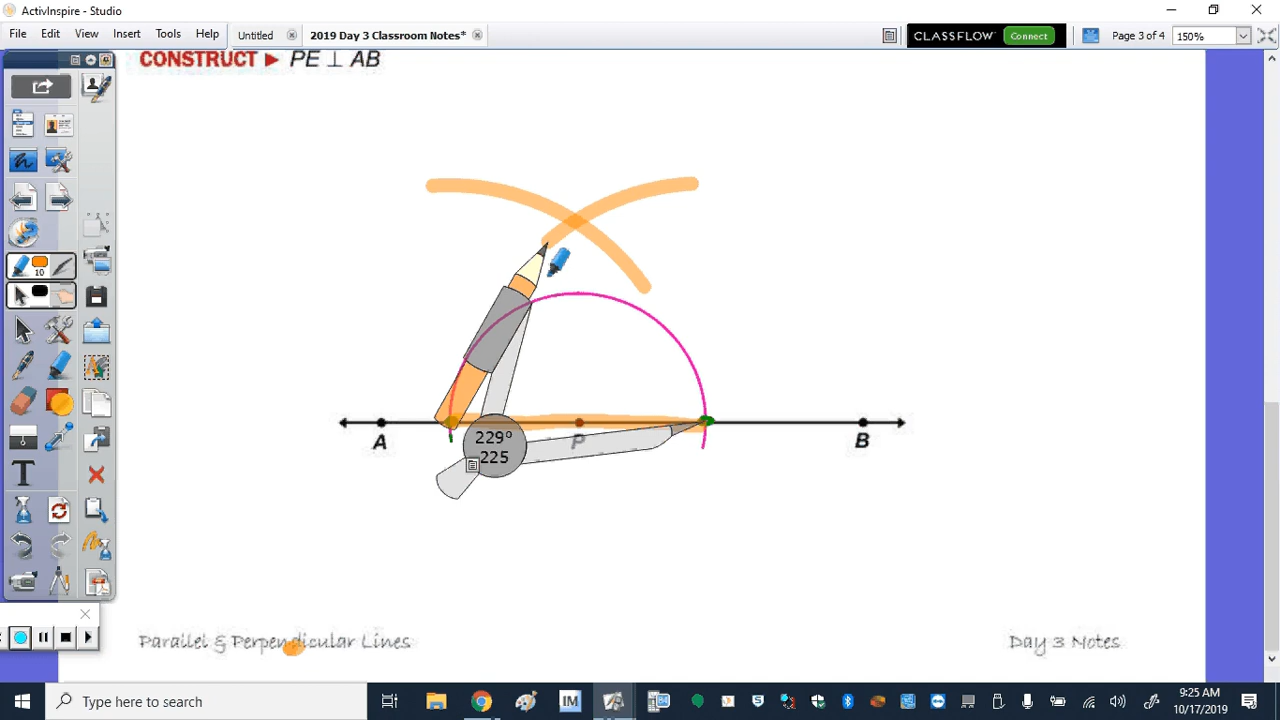 ActivInspire - Studio
File Edit View Insert Tools Help Untitled 2019 Day 3 Classroom Notes* CLASSFLOW Connect Page 3 of 4 150%
CONSTRUCT ► PE ⊥ AB
10
T
229º
225
A P B
Parallel & Perpendicular Lines Day 3 Notes
Type here to search
IM
S
9:25 AM
10/17/2019